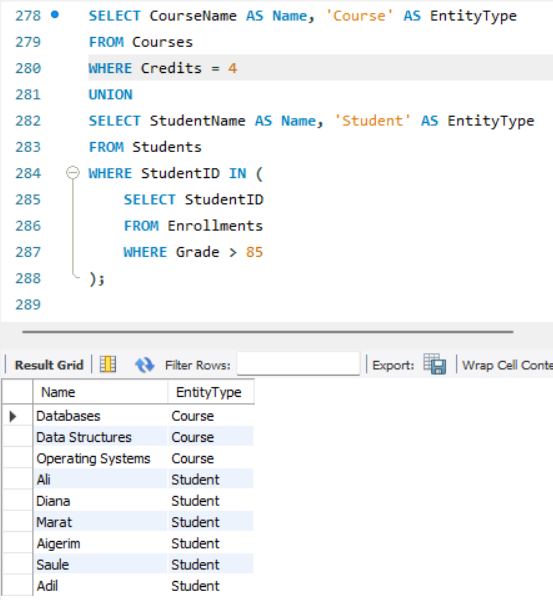 278 SELECT CourseName AS Name, 'Course' AS EntityType
279 FROM Courses
280 WHERE Credits = 4
281 UNION
282 SELECT StudentName AS Name, 'Student' AS EntityType
283 FROM Students
284 WHERE StudentID IN (
285 SELECT StudentID
286 FROM Enrollments
287 WHERE Grade > 85
288 );
289
Result Grid Filter Rows: Export: Wrap Cell Conte
Name EntityType
Databases Course
Data Structures Course
Operating Systems Course
Ali Student
Diana Student
Marat Student
Aigerim Student
Saule Student
Adil Student